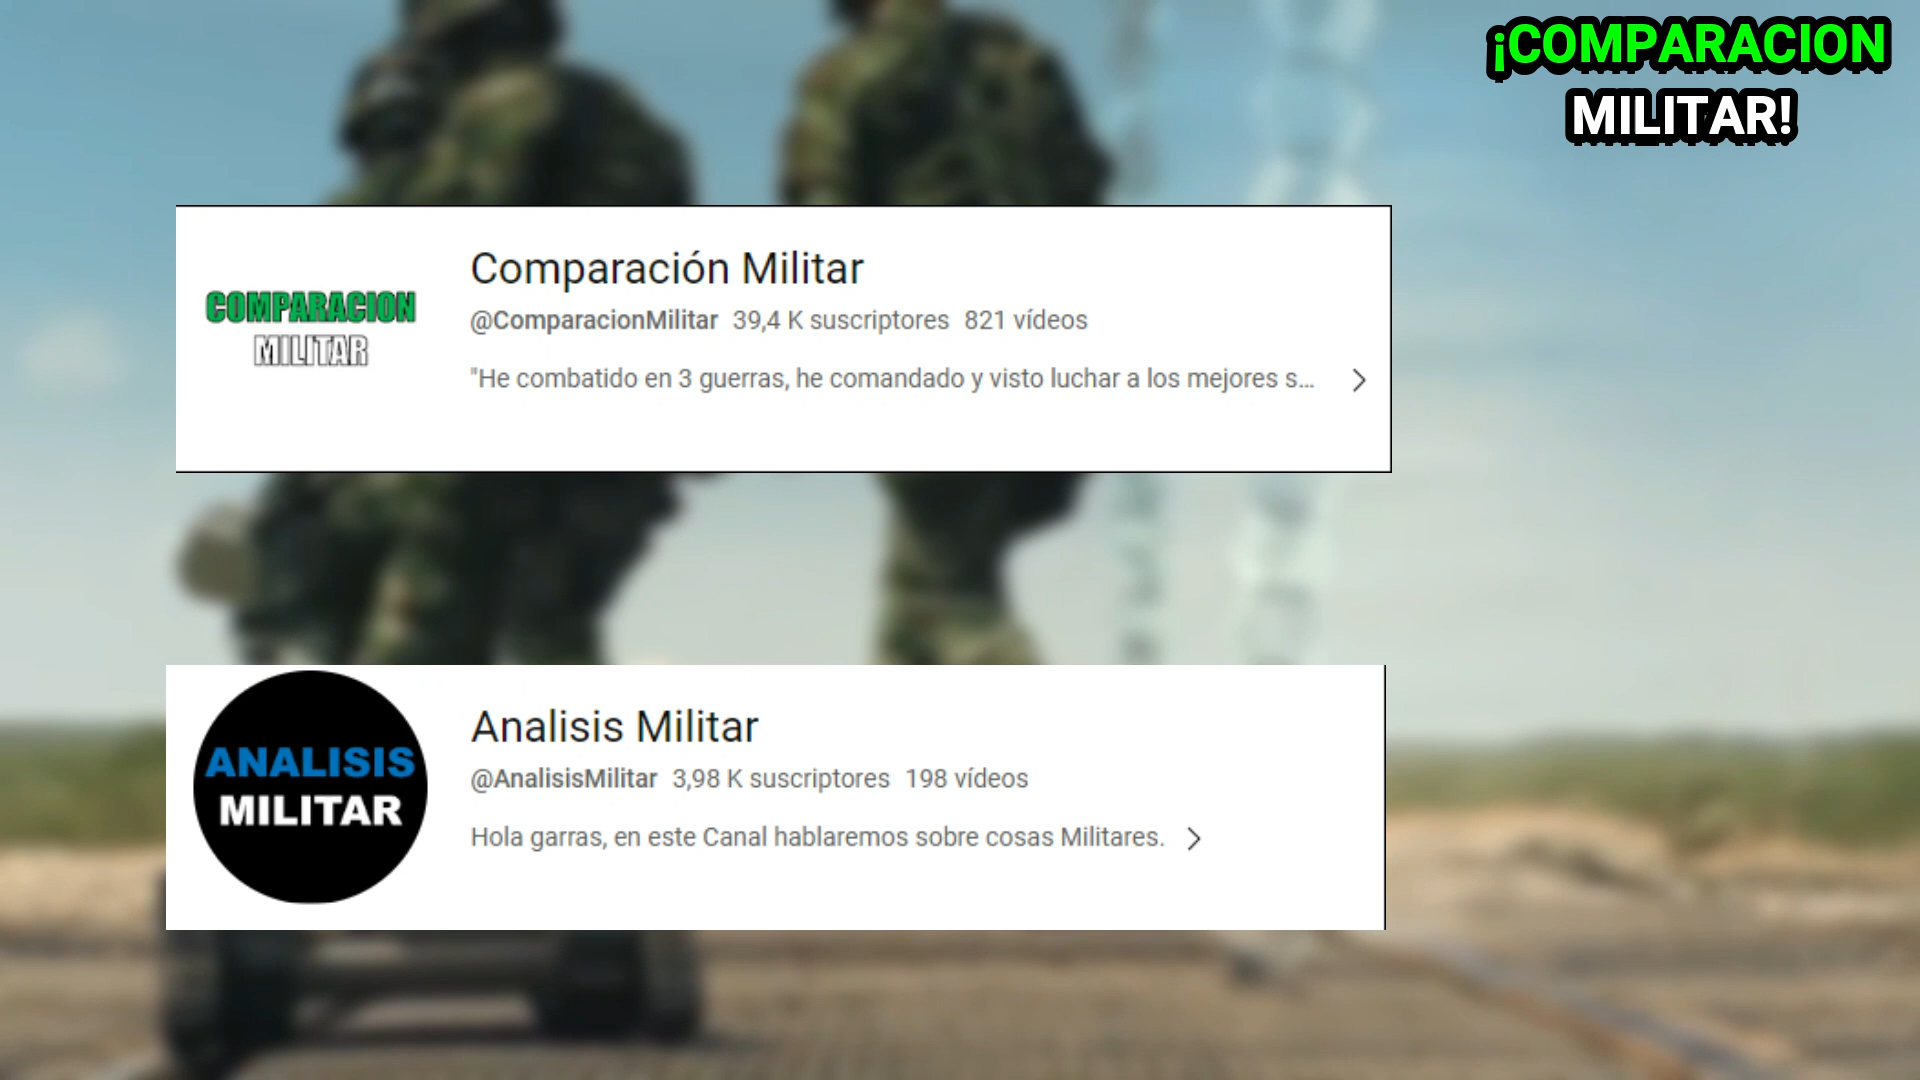 ¡COMPARACION
MILITAR!
COMPARACION
MILITAR
Comparación Militar
@ComparacionMilitar 39,4 K suscriptores 821 vídeos
"He combatido en 3 guerras, he comandado y visto luchar a los mejores s...
ANALISIS
MILITAR
Analisis Militar
@AnalisisMilitar 3,98 K suscriptores 198 vídeos
Hola garras, en este Canal hablaremos sobre cosas Militares.